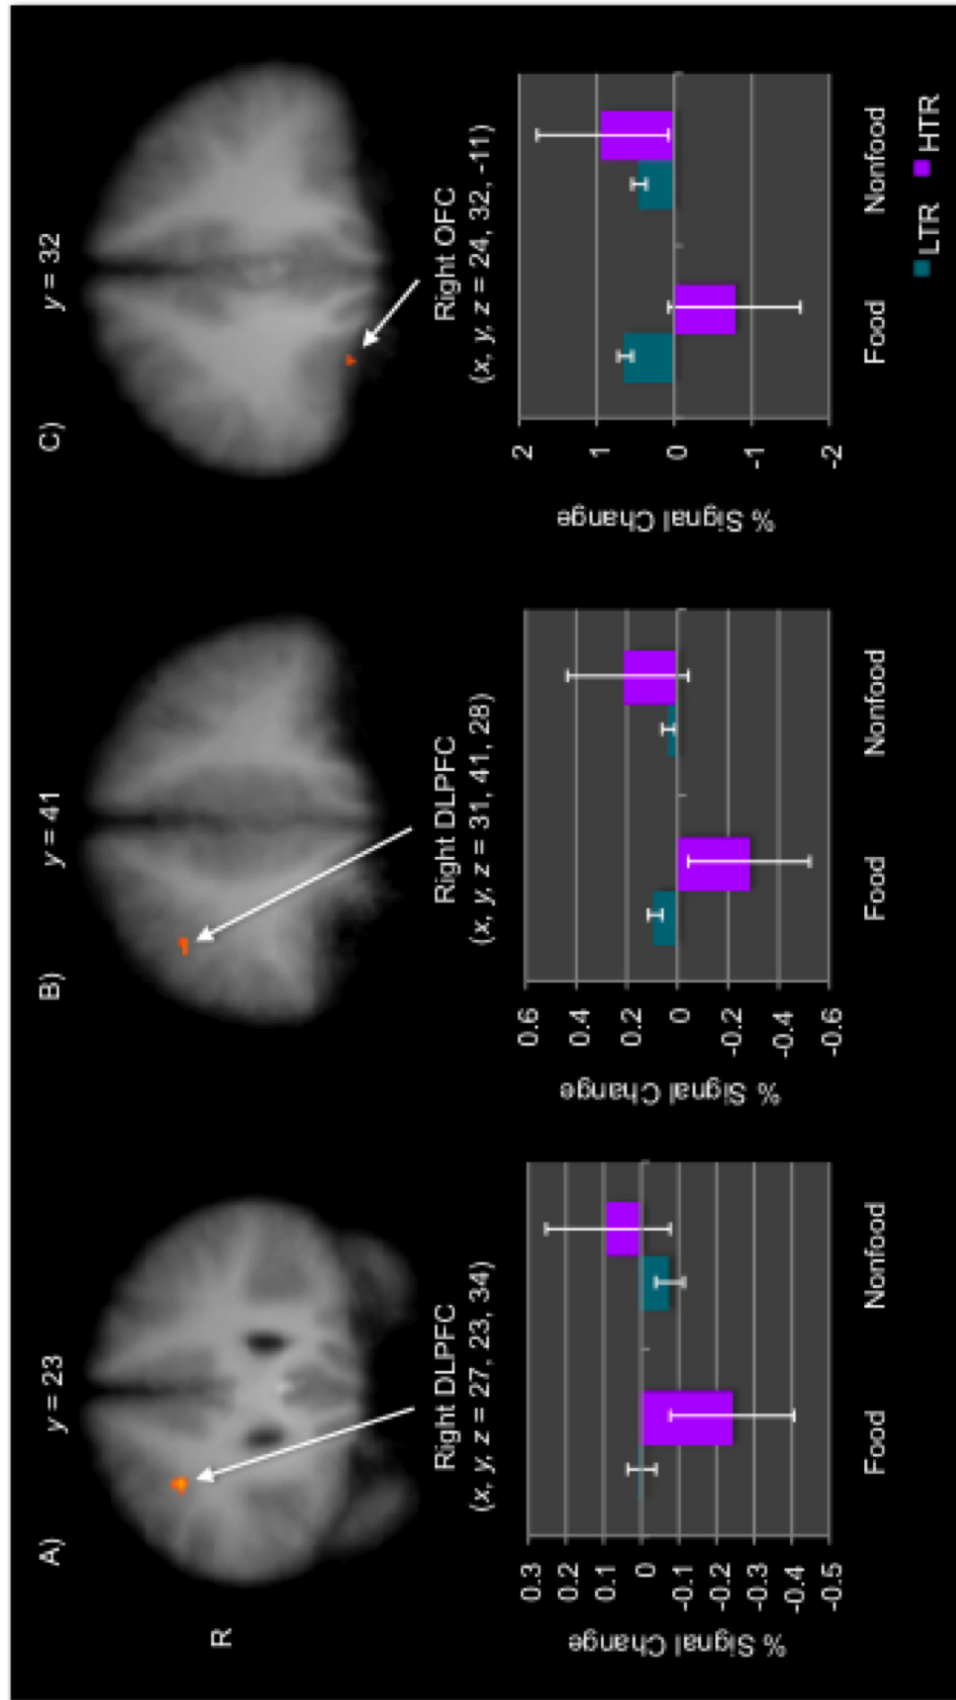 A)
y = 23
R
Right DLPFC
(x, y, z = 27, 23, 34)
% Signal Change
0.3
0.2
0.1
0
-0.1
-0.2
-0.3
-0.4
-0.5
Food
Nonfood
B)
y = 41
Right DLPFC
(x, y, z = 31, 41, 28)
% Signal Change
0.6
0.4
0.2
0
-0.2
-0.4
-0.6
Food
Nonfood
C)
y = 32
Right OFC
(x, y, z = 24, 32, -11)
% Signal Change
2
1
0
-1
-2
Food
Nonfood
LTR
HTR